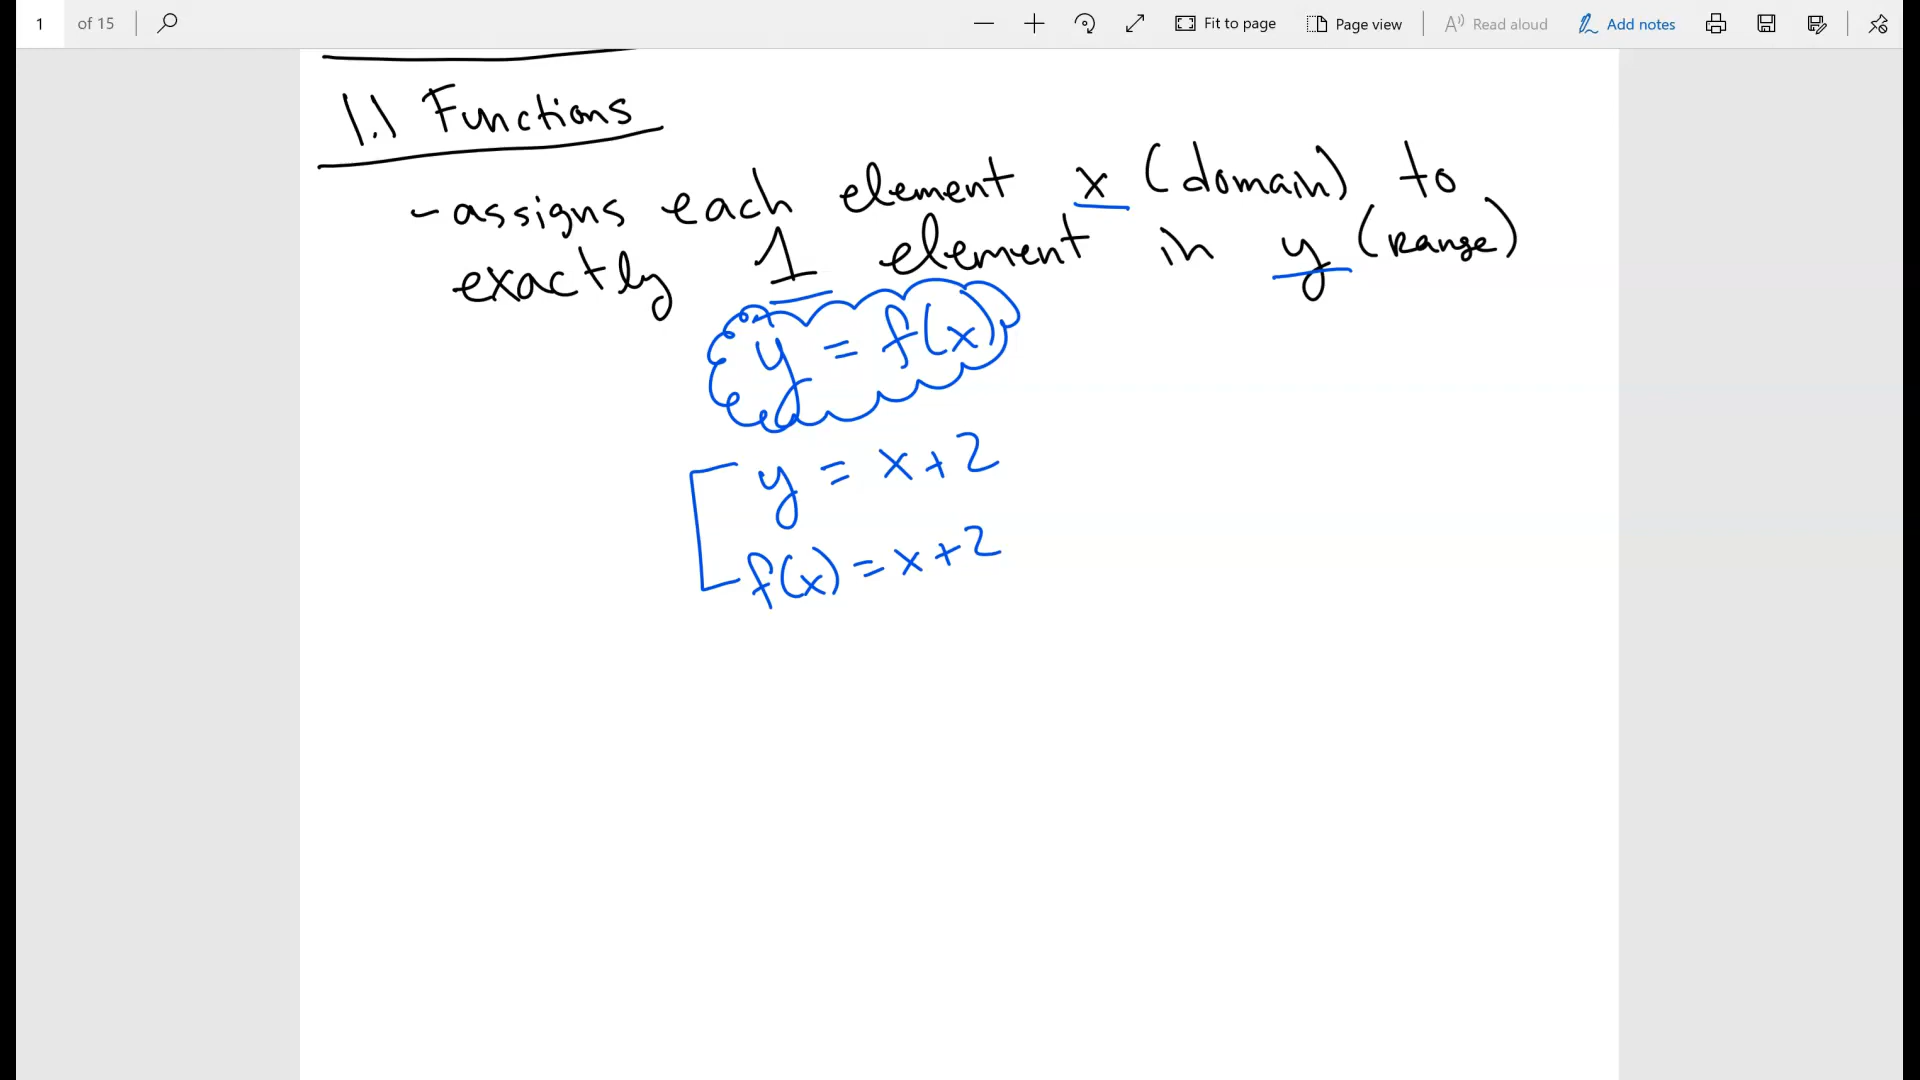 1 of 15 Fit to page Page view Read aloud Add notes
1.1 Functions
- assigns each element x (domain) to
exactly 1 element in y (range)
y = f(x)
y = x+2
f(x) = x+2